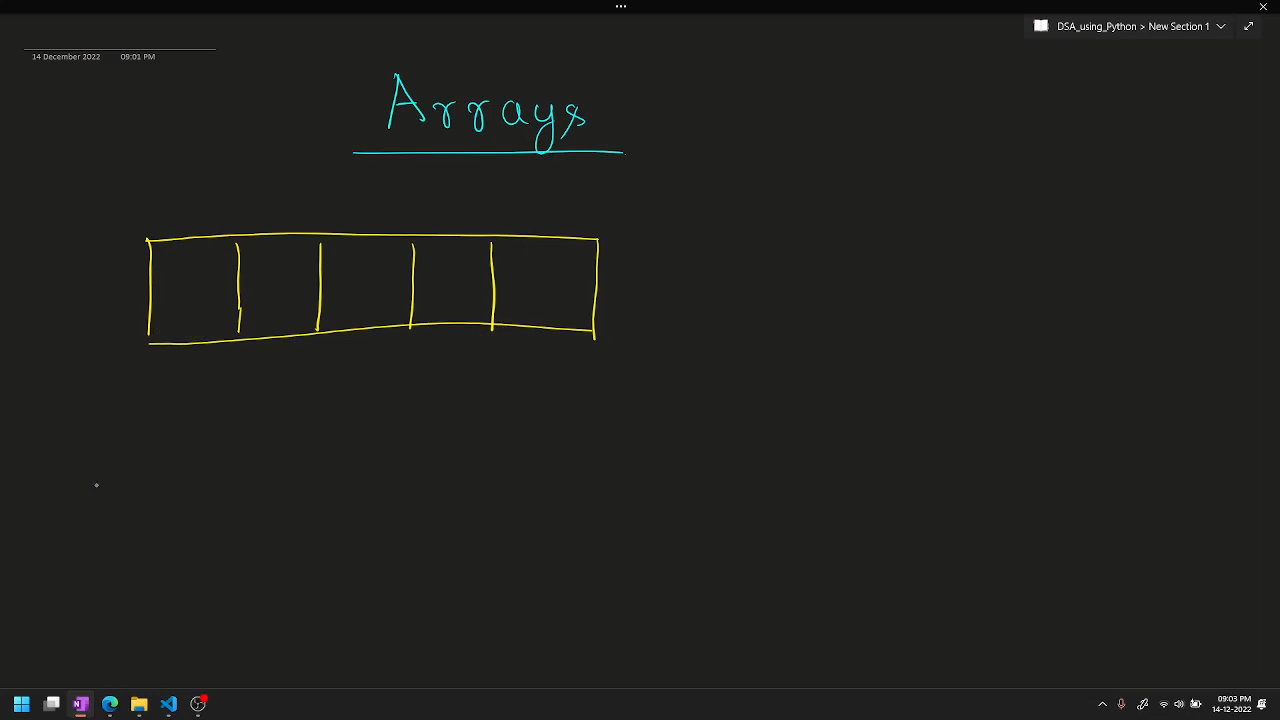 DSA_using_Python > New Section 1
14 December 2022 09:01 PM
Arrays
09:03 PM
14-12-2022